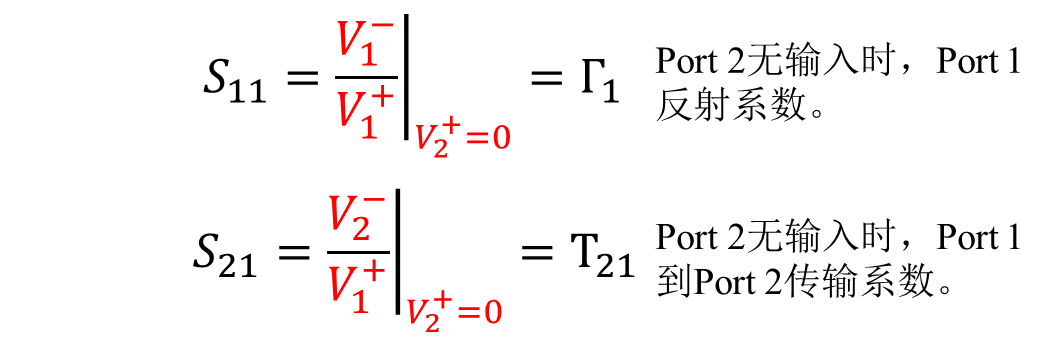 S₁₁ = V₁⁻ / V₁⁺ |_{V₂⁺=0} = Γ₁ Port 2无输入时，Port 1
反射系数。
S₂₁ = V₂⁻ / V₁⁺ |_{V₂⁺=0} = T₂₁ Port 2无输入时，Port 1
到Port 2传输系数。